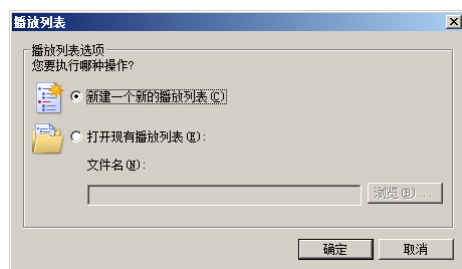 播放列表
播放列表选项
您要执行哪种操作?
新建一个新的播放列表(C)
打开现有播放列表(E):
文件名(N):
浏览(B)...
确定
取消